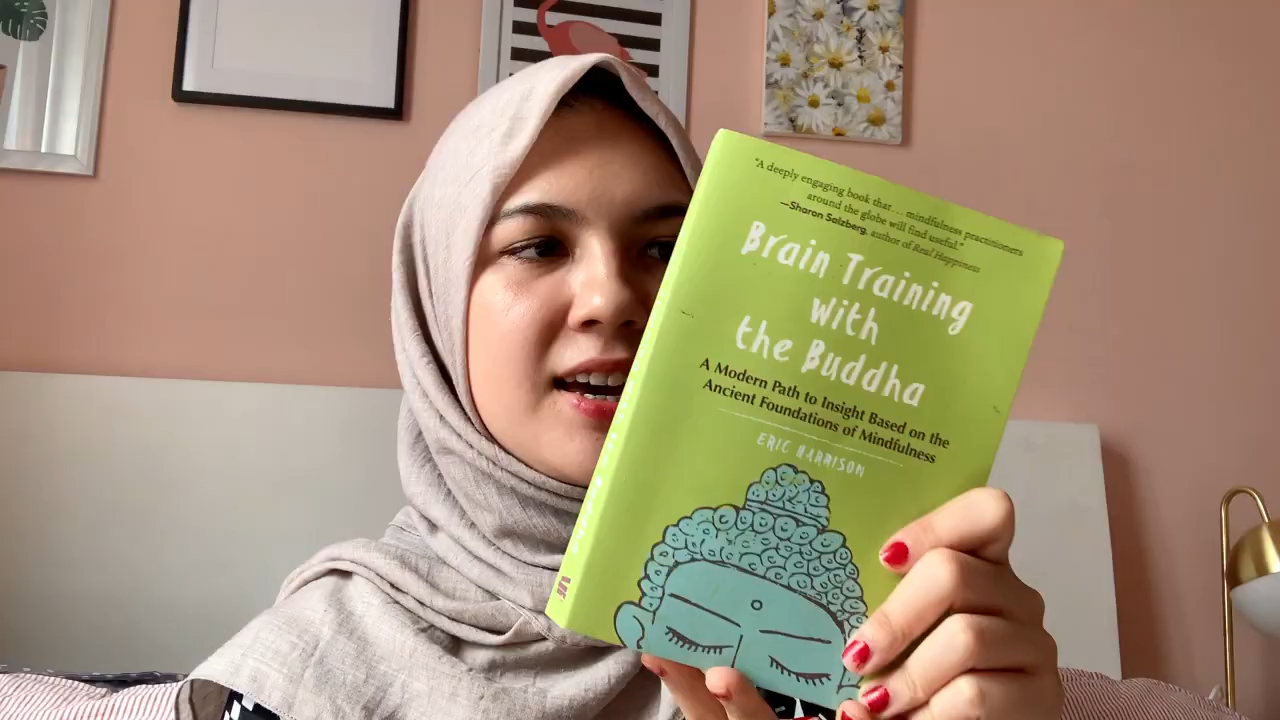 "A deeply engaging book that... mindfulness practitioners
around the globe will find useful."
—Sharon Salzberg, author of Real Happiness
Brain Training
with
the Buddha
A Modern Path to Insight Based on the
Ancient Foundations of Mindfulness
ERIC HARRISON